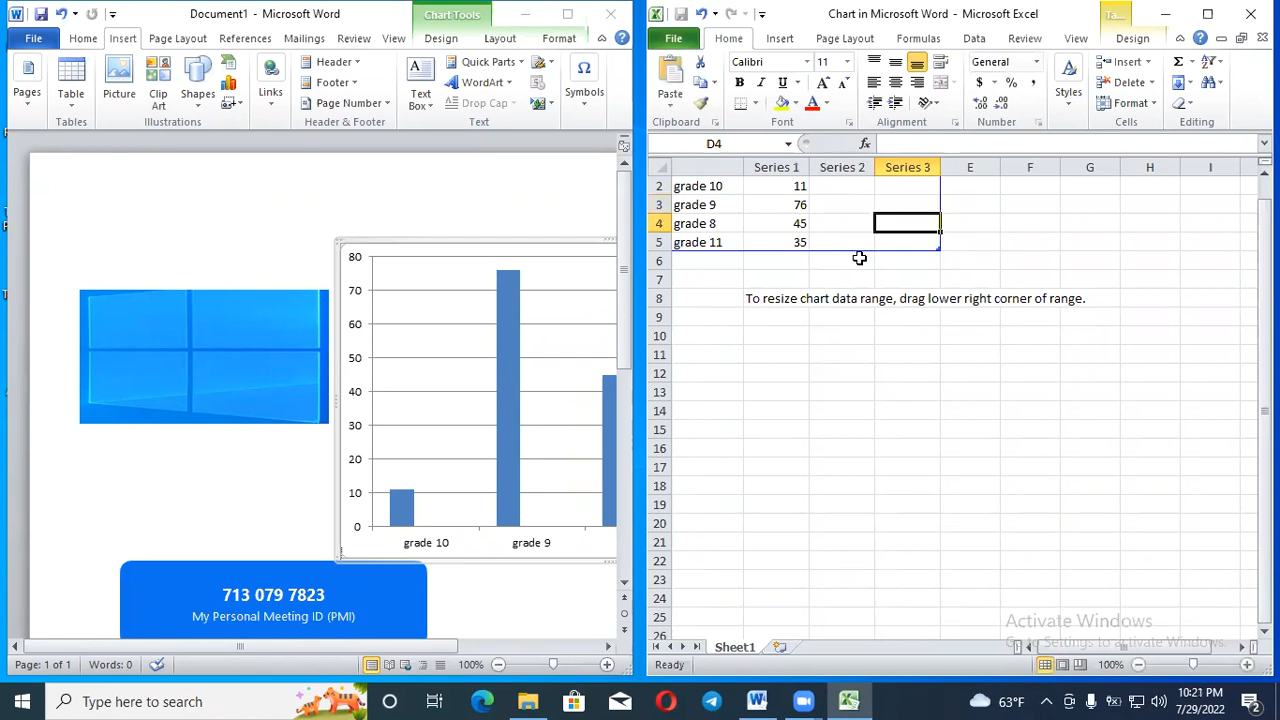 Document1 - Microsoft Word
Chart Tools
File Home Insert Page Layout References Mailings Review View Design Layout Format
Pages
Table
Picture
Clip Art
Shapes
Links
Header
Footer
Page Number
Text Box
Quick Parts
WordArt
Drop Cap
Symbols
Tables
Illustrations
Header & Footer
Text
80
70
60
50
40
30
20
10
0
grade 10 grade 9
713 079 7823
My Personal Meeting ID (PMI)
Page: 1 of 1 Words: 0 100%
Chart in Microsoft Word - Microsoft Excel
Ta...
File Home Insert Page Layout Formulas Data Review View Design
Paste
Calibri 11
B I U
General
$ % ,
Styles
Insert
Delete
Format
Clipboard Font Alignment Number Cells Editing
D4 fx
Series 1 Series 2 Series 3 E F G H I
2 grade 10 11
3 grade 9 76
4 grade 8 45
5 grade 11 35
6
7
8 To resize chart data range, drag lower right corner of range.
9
10
11
12
13
14
15
16
17
18
19
20
21
22
23
24
25
26
Activate Windows
Go to Settings to activate Windows.
Sheet1
Ready 100%
Type here to search
63°F
10:21 PM
7/29/2022
2